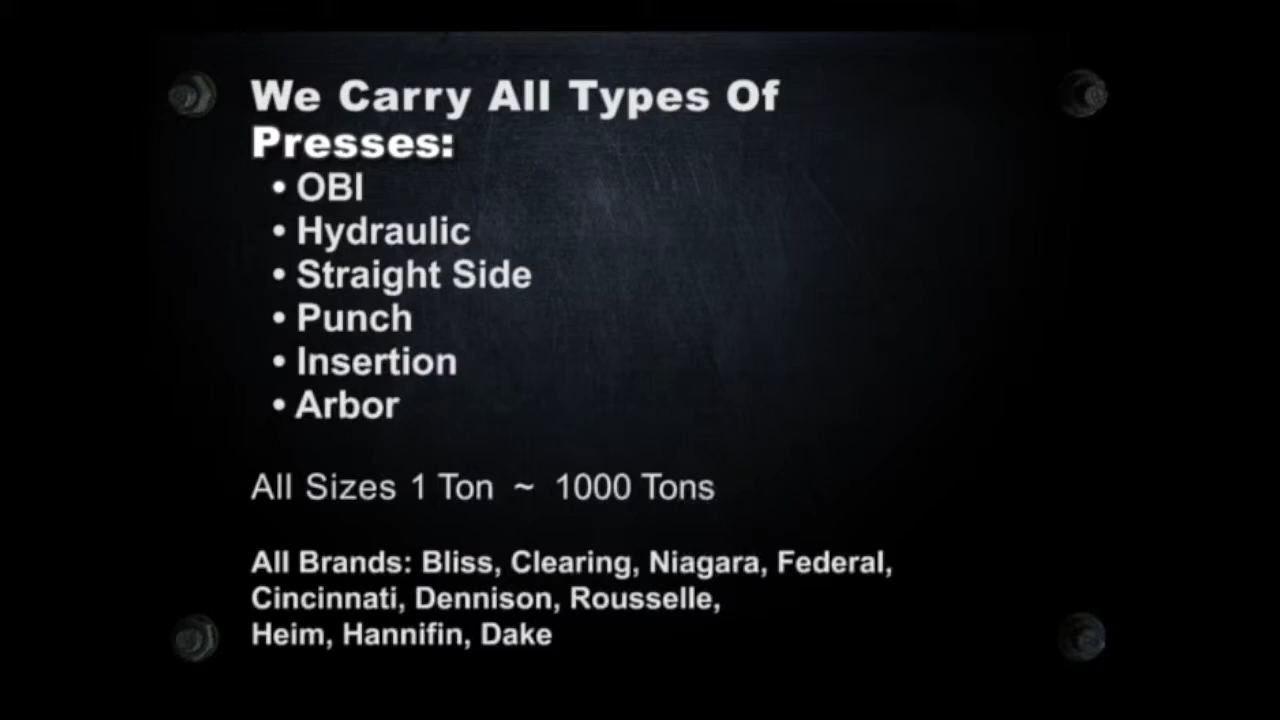 We Carry All Types Of
Presses:
• OBI
• Hydraulic
• Straight Side
• Punch
• Insertion
• Arbor
All Sizes 1 Ton ~ 1000 Tons
All Brands: Bliss, Clearing, Niagara, Federal,
Cincinnati, Dennison, Rousselle,
Heim, Hannifin, Dake